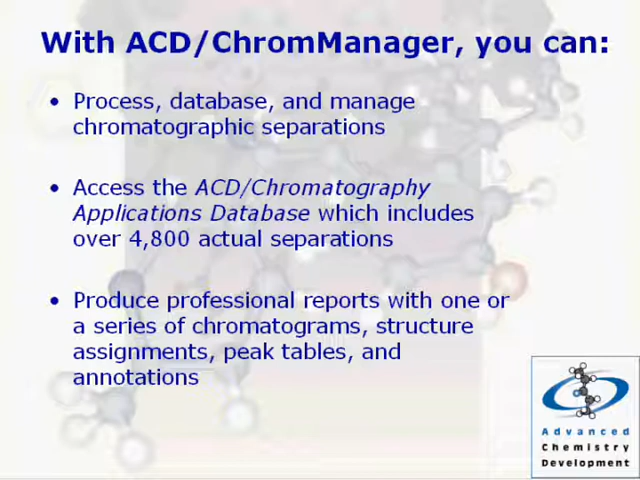 With ACD/ChromManager, you can:
• Process, database, and manage
chromatographic separations
• Access the ACD/Chromatography
Applications Database which includes
over 4,800 actual separations
• Produce professional reports with one or
a series of chromatograms, structure
assignments, peak tables, and
annotations
Advanced
Chemistry
Development